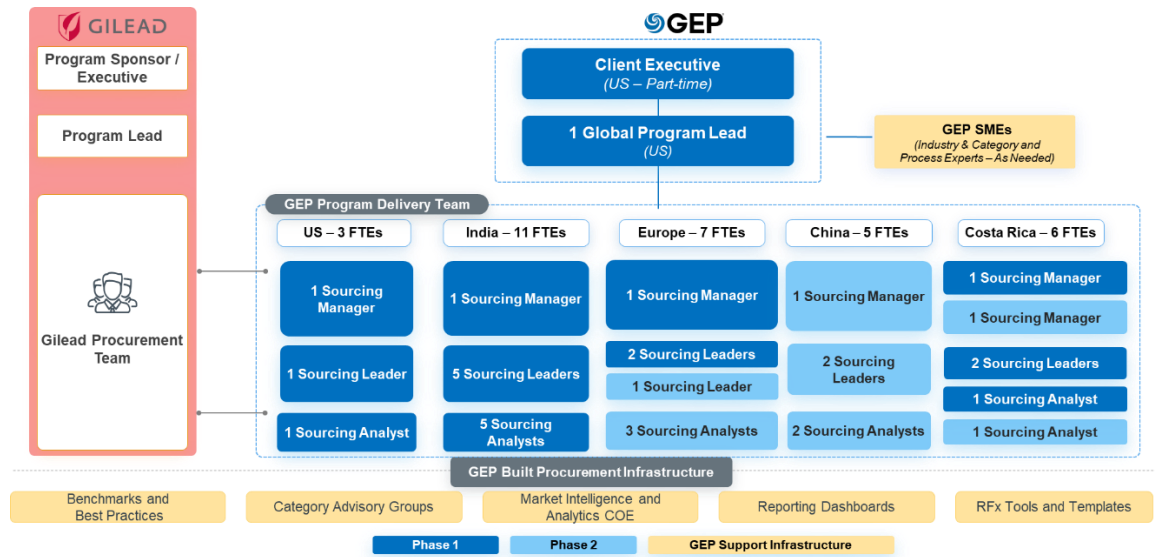 GILEAD
Program Sponsor /
Executive
Program Lead
Gilead Procurement
Team
GEP
Client Executive
(US – Part-time)
1 Global Program Lead
(US)
GEP SMEs
(Industry & Category and
Process Experts – As Needed)
GEP Program Delivery Team
US – 3 FTEs
India – 11 FTEs
Europe – 7 FTEs
China – 5 FTEs
Costa Rica – 6 FTEs
1 Sourcing
Manager
1 Sourcing Manager
1 Sourcing Manager
1 Sourcing Manager
1 Sourcing Manager
1 Sourcing Manager
1 Sourcing Leader
5 Sourcing Leaders
2 Sourcing Leaders
1 Sourcing Leader
2 Sourcing
Leaders
2 Sourcing Leaders
1 Sourcing Analyst
5 Sourcing
Analysts
3 Sourcing Analysts
2 Sourcing Analysts
1 Sourcing Analyst
1 Sourcing Analyst
GEP Built Procurement Infrastructure
Benchmarks and
Best Practices
Category Advisory Groups
Market Intelligence and
Analytics COE
Reporting Dashboards
RFx Tools and Templates
Phase 1
Phase 2
GEP Support Infrastructure